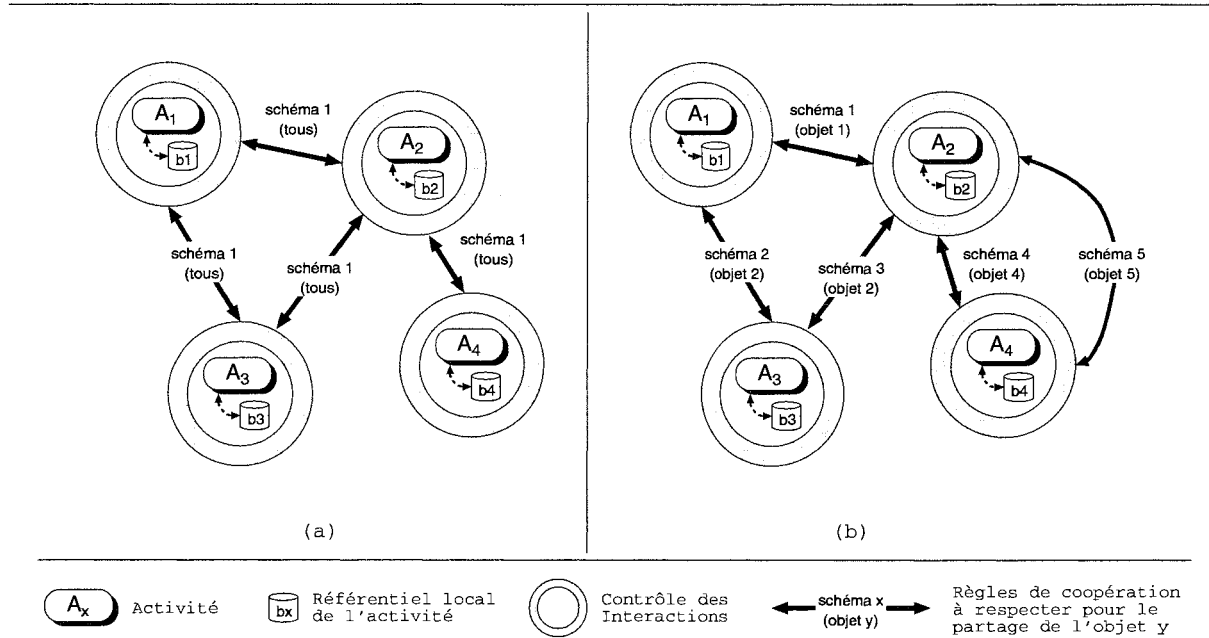 A1
b1
schéma 1
(tous)
A2
b2
schéma 1
(tous)
schéma 1
(tous)
schéma 1
(tous)
A3
b3
A4
b4
(a)
A1
b1
schéma 1
(objet 1)
A2
b2
schéma 2
(objet 2)
schéma 3
(objet 2)
schéma 4
(objet 4)
schéma 5
(objet 5)
A3
b3
A4
b4
(b)
Ax
Activité
bx
Référentiel local
de l'activité
Contrôle des
Interactions
schéma x
(objet y)
Règles de coopération
à respecter pour le
partage de l'objet y